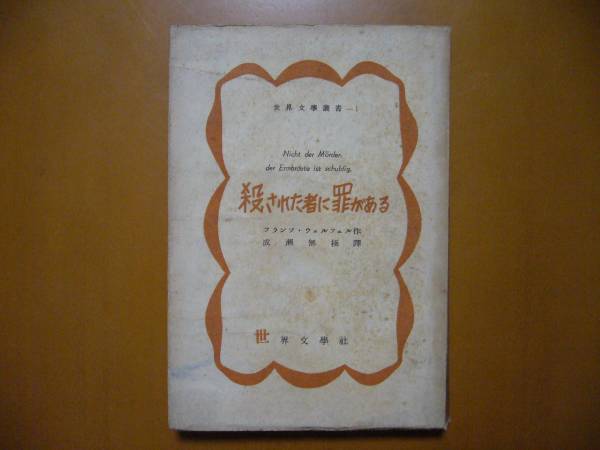 世界文學叢書—1
Nicht der Mörder,
der Ermordete ist schuldig.
殺された者に罪がある
フランツ・ウェルフェル作
成瀬無極譯
世界文學社